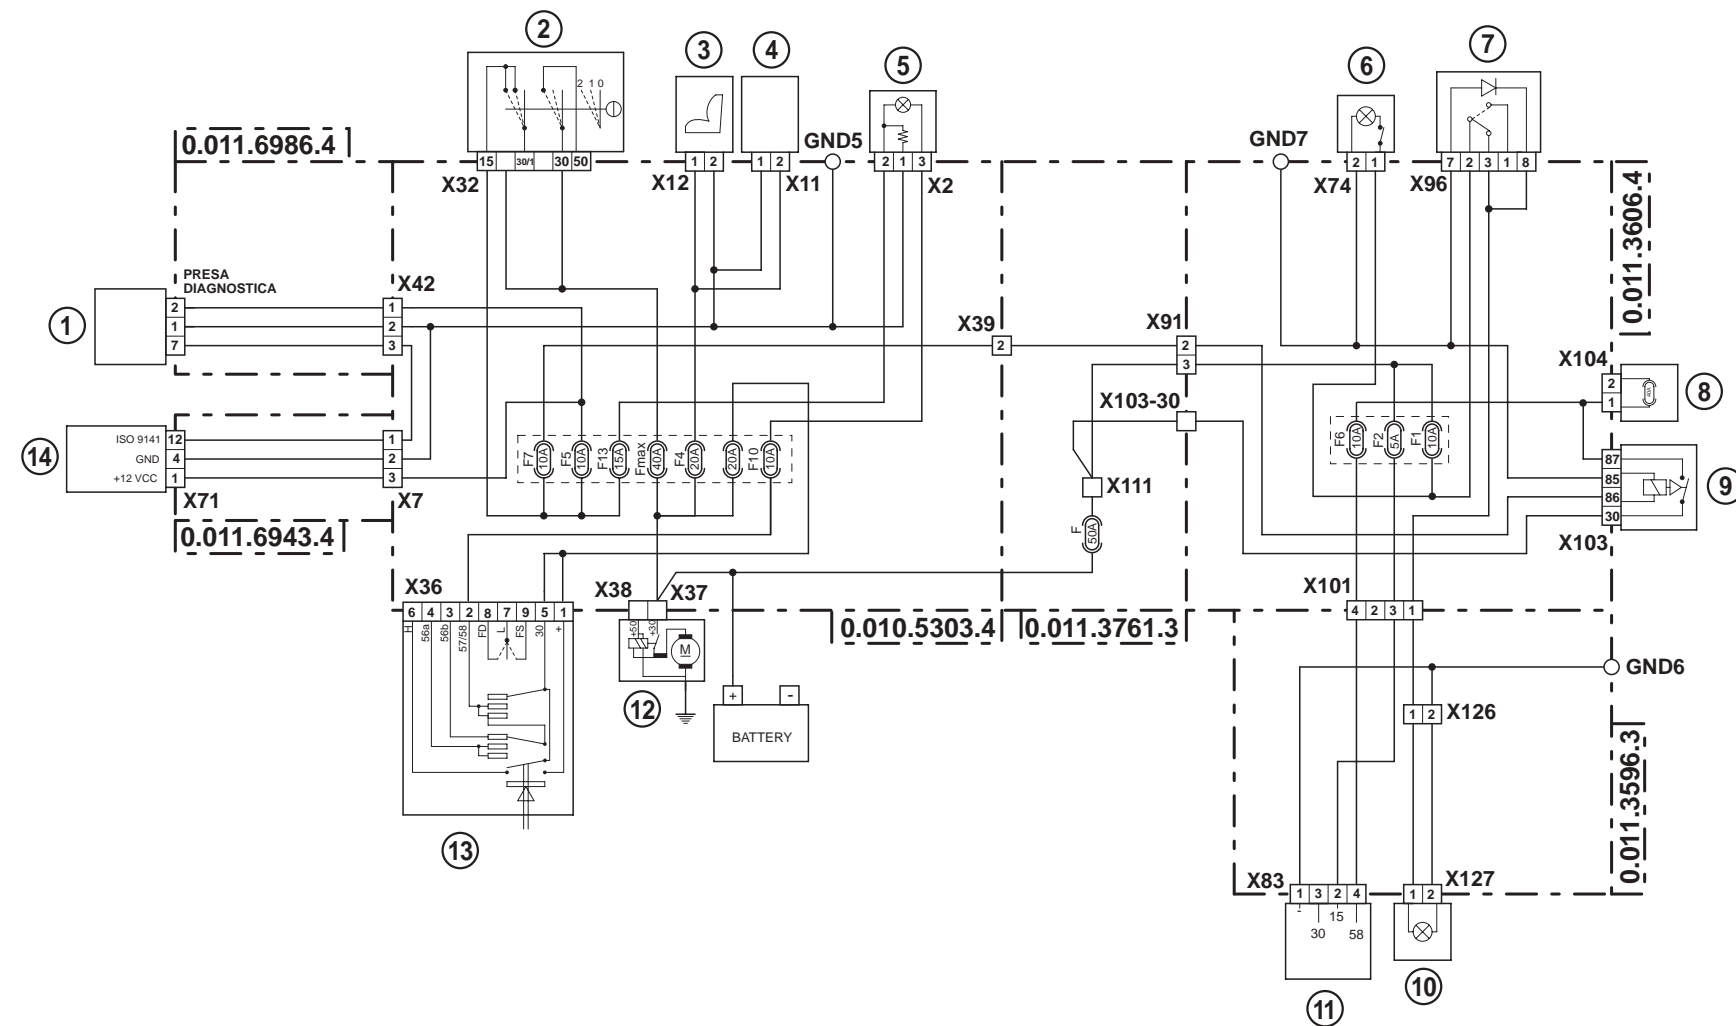 2
3
4
5
6
7
0.011.6986.4
2 1 0
GND5
GND7
15 30/1 30 50
1 2
1 2
2 1 3
2 1
7 2 3 1 8
X32
X12
X11
X2
X74
X96
0.011.3606.4
PRESA
DIAGNOSTICA
X42
1
2
1
7
1
2
3
X39
2
X91
2
3
X104
2
1
40A
8
X103-30
14
ISO 9141 12
GND 4
+12 VCC 1
X71
1
2
3
X7
F7 10A
F5 10A
F13 15A
Fmax 40A
F4 20A
20A
F10 10A
F6 10A
F2 5A
F1 10A
X111
F 50A
87
85
86
30
9
X103
0.011.6943.4
X36
6 4 3 2 8 7 9 5 1
H 56a 56b 57/58 FD L FS 30 +
X38
X37
+50 +30
M
12
+ -
BATTERY
0.010.5303.4
0.011.3761.3
X101
4 2 3 1
GND6
1 2 X126
0.011.3596.3
13
X83
1 3 2 4
- 30 15 58
11
1 2
X127
10